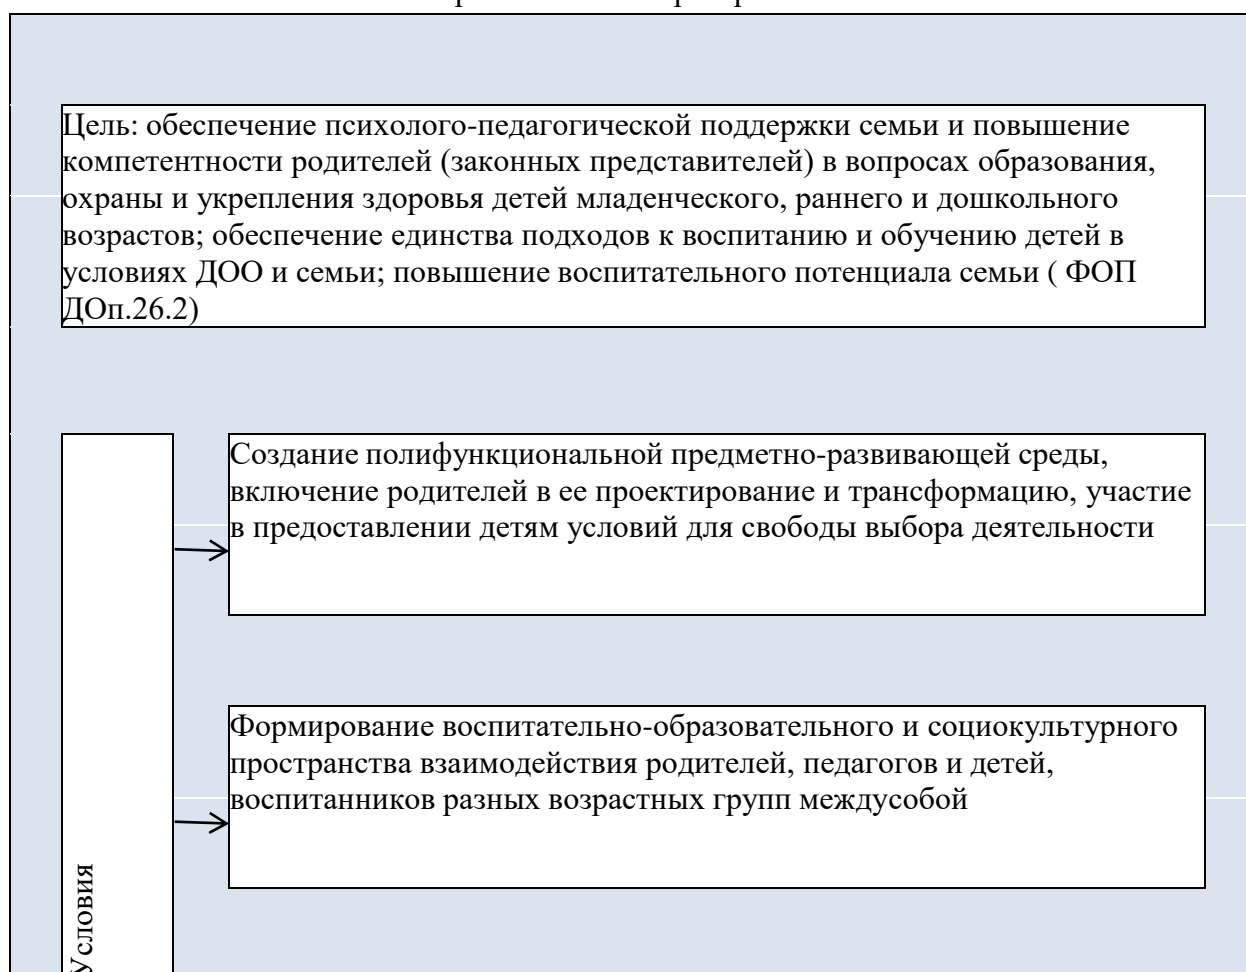 Цель: обеспечение психолого-педагогической поддержки семьи и повышение
компетентности родителей (законных представителей) в вопросах образования,
охраны и укрепления здоровья детей младенческого, раннего и дошкольного
возрастов; обеспечение единства подходов к воспитанию и обучению детей в
условиях ДОО и семьи; повышение воспитательного потенциала семьи ( ФОП
ДОп.26.2)
Создание полифункциональной предметно-развивающей среды,
включение родителей в ее проектирование и трансформацию, участие
в предоставлении детям условий для свободы выбора деятельности
Формирование воспитательно-образовательного и социокультурного
пространства взаимодействия родителей, педагогов и детей,
воспитанников разных возрастных групп междусобой
Условия